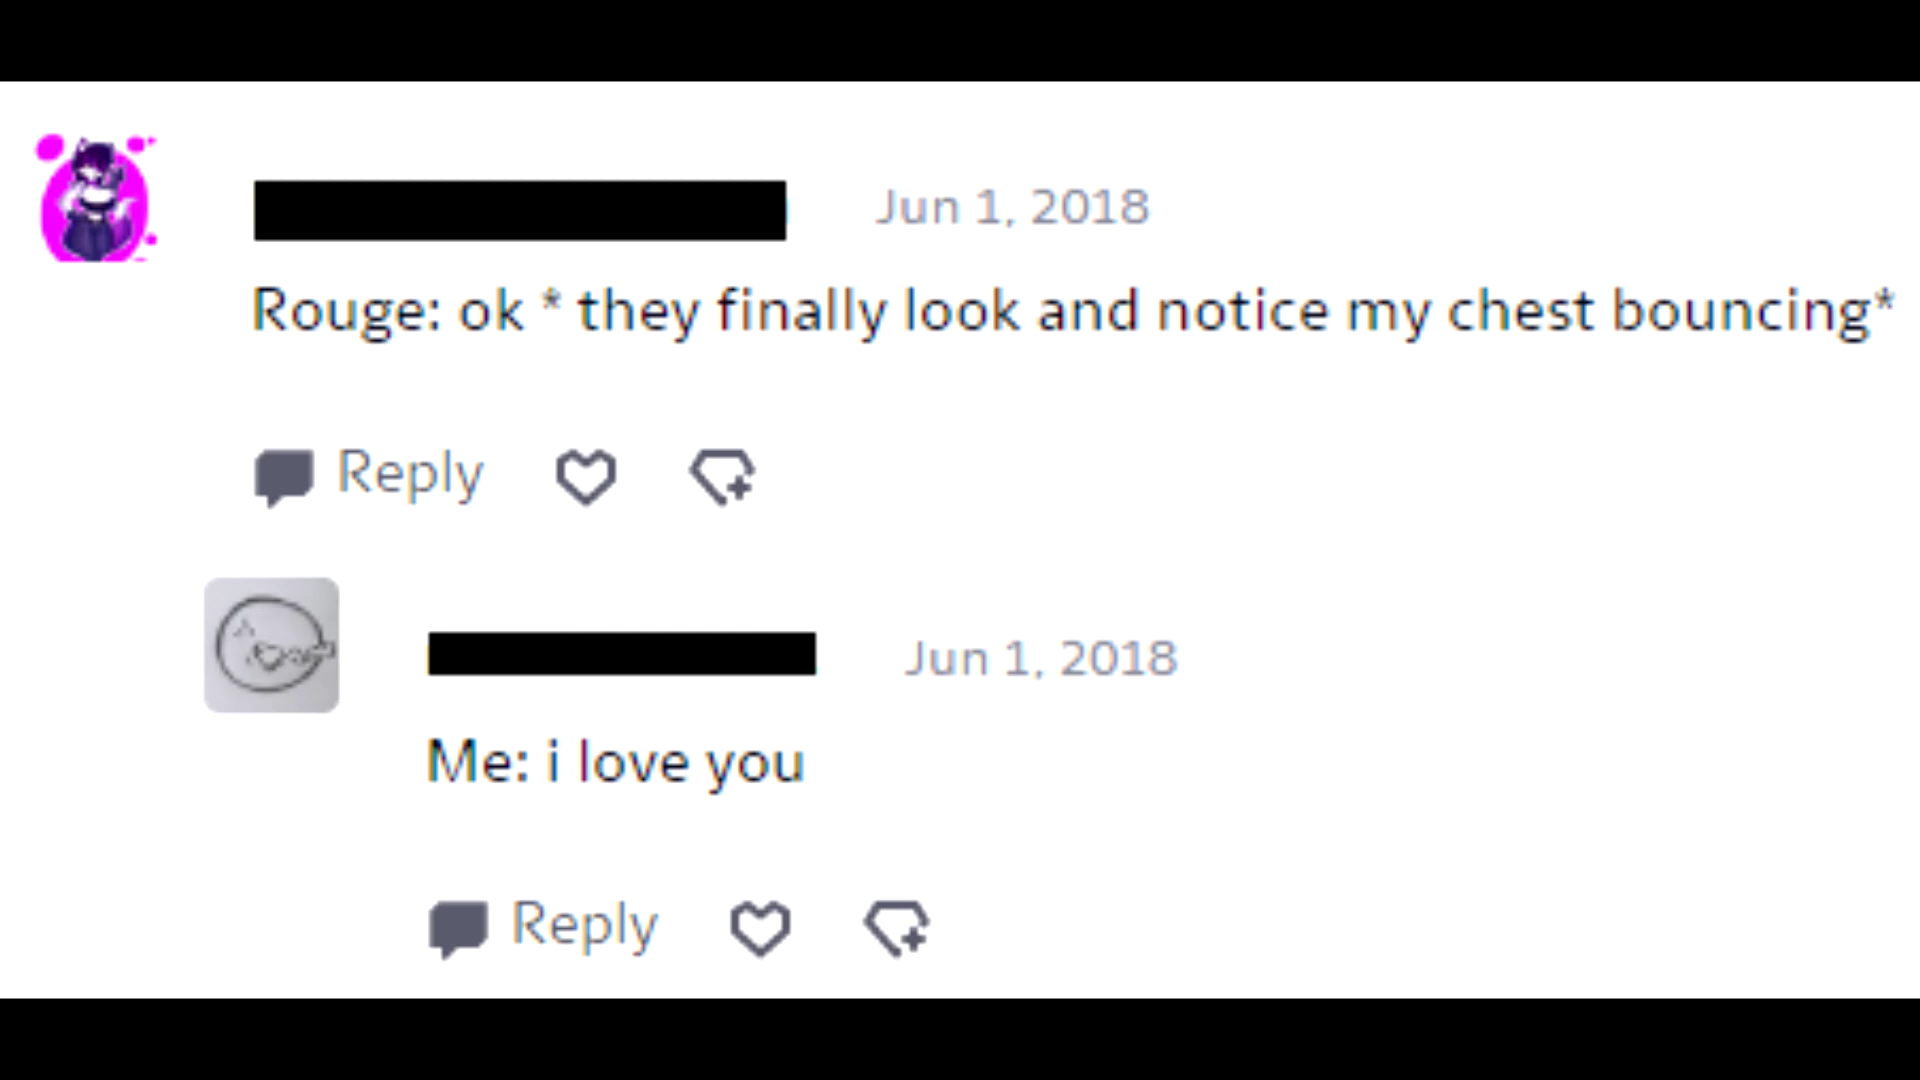 Jun 1, 2018
Rouge: ok * they finally look and notice my chest bouncing*
Reply
Jun 1, 2018
Me: i love you
Reply